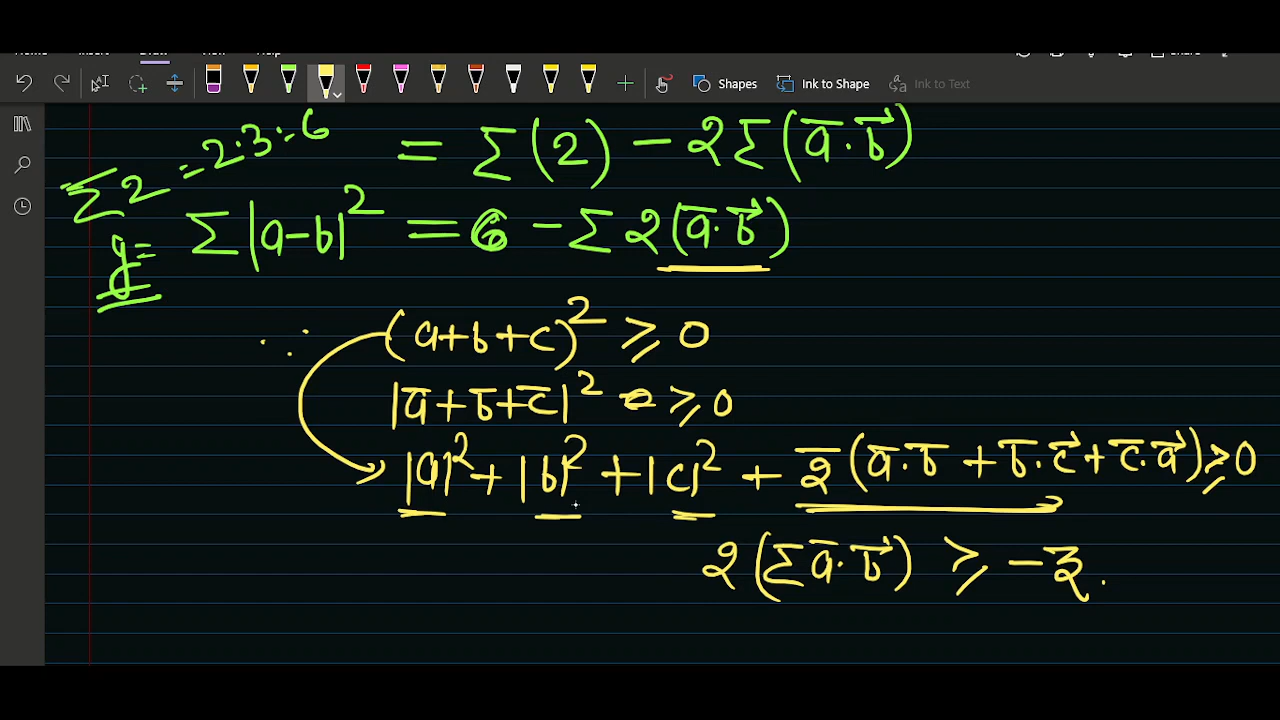 Shapes Ink to Shape Ink to Text
= Σ(2) − 2Σ(a̅·b⃗)
Σ2 = 2·3 = 6
Σ|a−b|² = 6 − Σ2(a̅·b⃗)
y=
∵ (a+b+c)² ⩾ 0
|a̅+b̅+c̅|² ⩾ 0
|a|² + |b|² + |c|² + 2(a̅·b̅ + b̅·c⃗ + c̅·a⃗) ⩾ 0
2(Σa̅·b⃗) ⩾ −3.